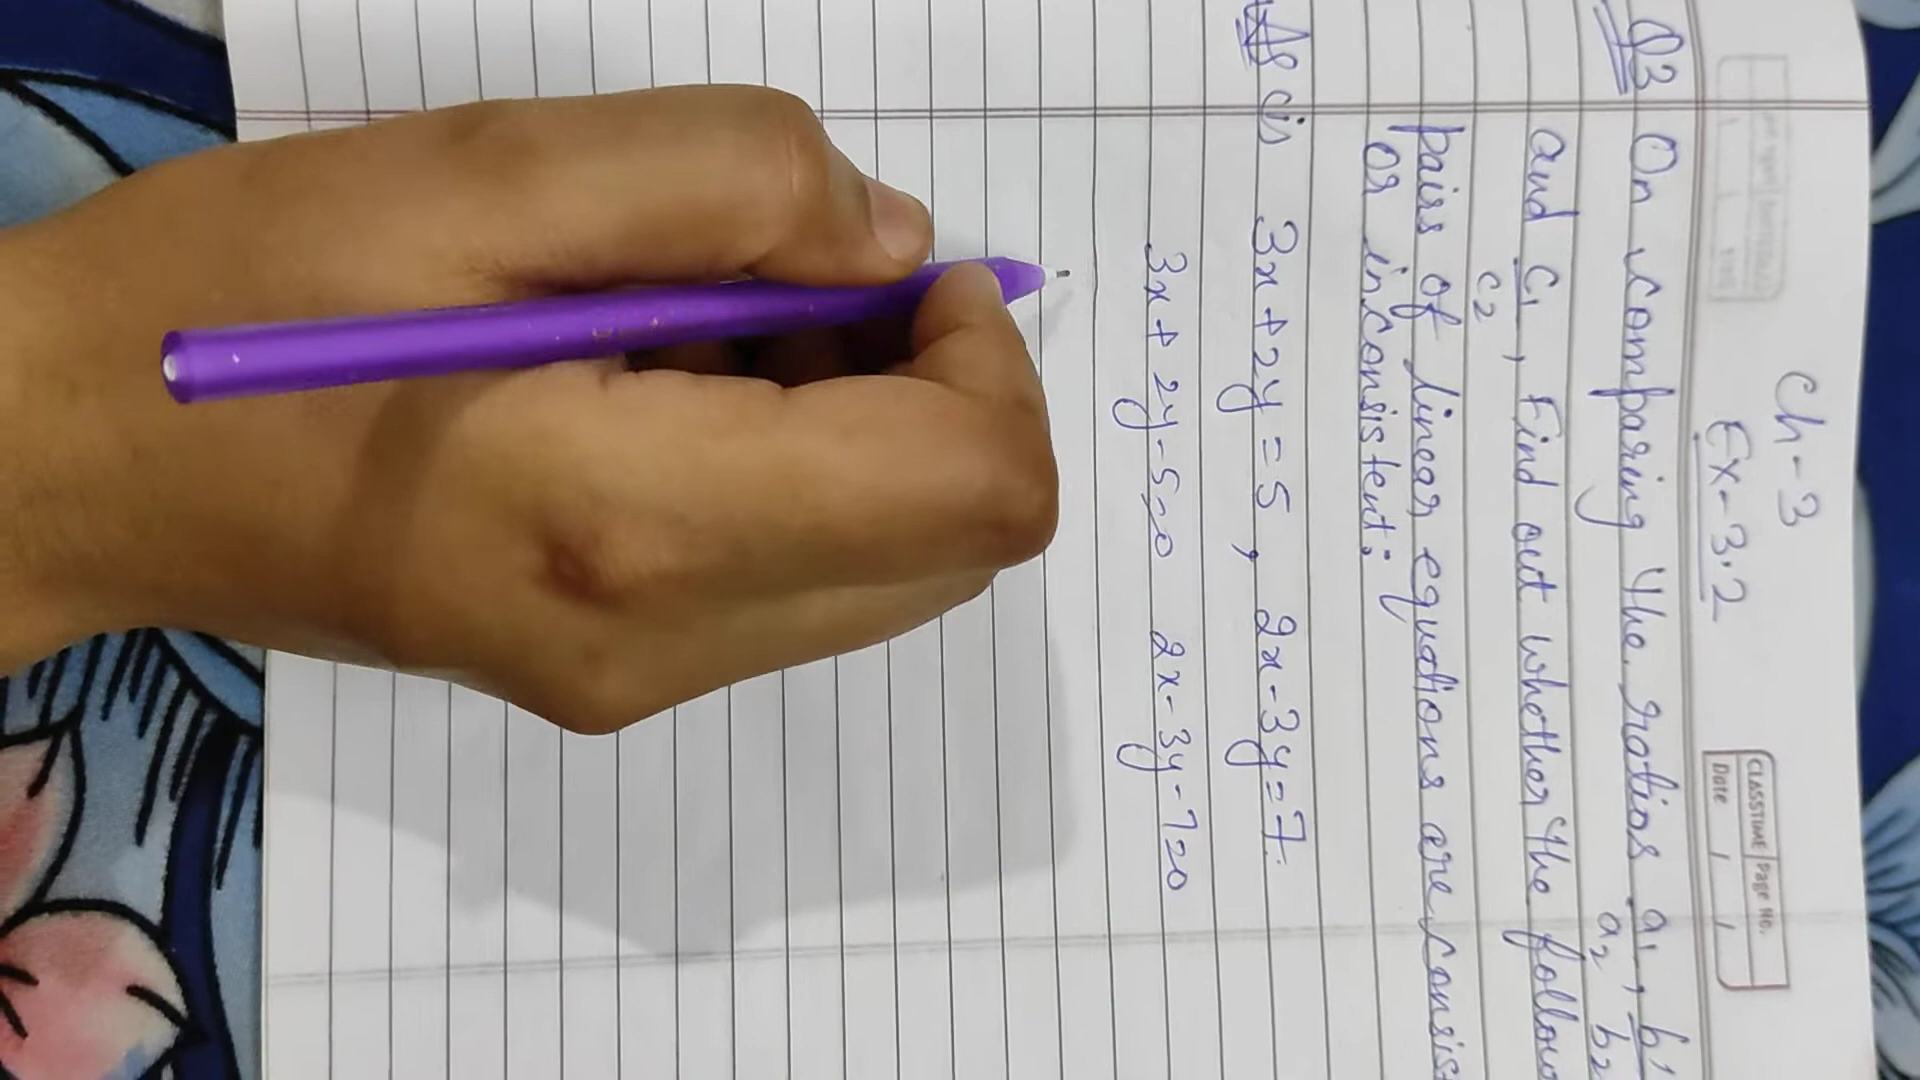 Ch-3
Ex-3.2
CLASSTIME Page No.
Date / /
Q3 On comparing the ratios a₁/a₂, b₁/b₂
and c₁/c₂, Find out whether the follow
pairs of linear equations are consis
or inconsistent:
(i) 3x+2y=5, 2x-3y=7.
3x+2y-5=0 2x-3y-7=0